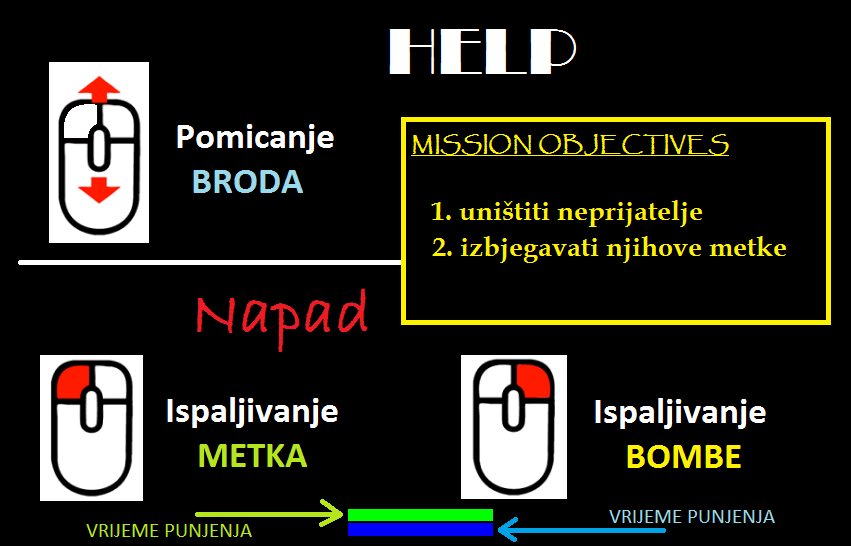 HELP
Pomicanje
BRODA
MISSION OBJECTIVES
1. uništiti neprijatelje
2. izbjegavati njihove metke
Napad
Ispaljivanje
METKA
Ispaljivanje
BOMBE
VRIJEME PUNJENJA
VRIJEME PUNJENJA